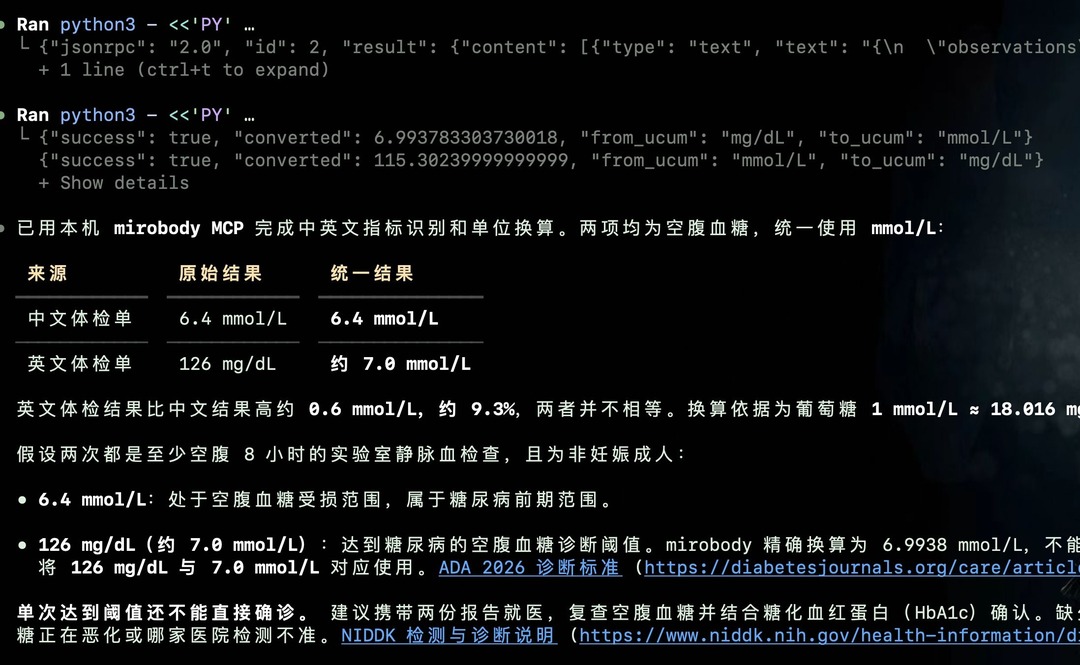 Ran python3 – <<'PY' …
└ {"jsonrpc": "2.0", "id": 2, "result": {"content": [{"type": "text", "text": "{\n  \"observations\
+ 1 line (ctrl+t to expand)
Ran python3 – <<'PY' …
└ {"success": true, "converted": 6.993783303730018, "from_ucum": "mg/dL", "to_ucum": "mmol/L"}
{"success": true, "converted": 115.30239999999999, "from_ucum": "mmol/L", "to_ucum": "mg/dL"}
+ Show details
已用本机 mirobody MCP 完成中英文指标识别和单位换算。两项均为空腹血糖，统一使用 mmol/L：
来源 原始结果 统一结果
中文体检单 6.4 mmol/L 6.4 mmol/L
英文体检单 126 mg/dL 约 7.0 mmol/L
英文体检结果比中文结果高约 0.6 mmol/L，约 9.3%，两者并不相等。换算依据为葡萄糖 1 mmol/L ≈ 18.016
假设两次都是至少空腹 8 小时的实验室静脉血检查，且为非妊娠成人：
• 6.4 mmol/L：处于空腹血糖受损范围，属于糖尿病前期范围。
• 126 mg/dL（约 7.0 mmol/L）：达到糖尿病的空腹血糖诊断阈值。mirobody 精确换算为 6.9938 mmol/L，不能
将 126 mg/dL 与 7.0 mmol/L 对应使用。ADA 2026 诊断标准 (https://diabetesjournals.org/care/article
单次达到阈值还不能直接确诊。 建议携带两份报告就医，复查空腹血糖并结合糖化血红蛋白（HbA1c）确认。缺
糖正在恶化或哪家医院检测不准。NIDDK 检测与诊断说明 (https://www.niddk.nih.gov/health-information/di